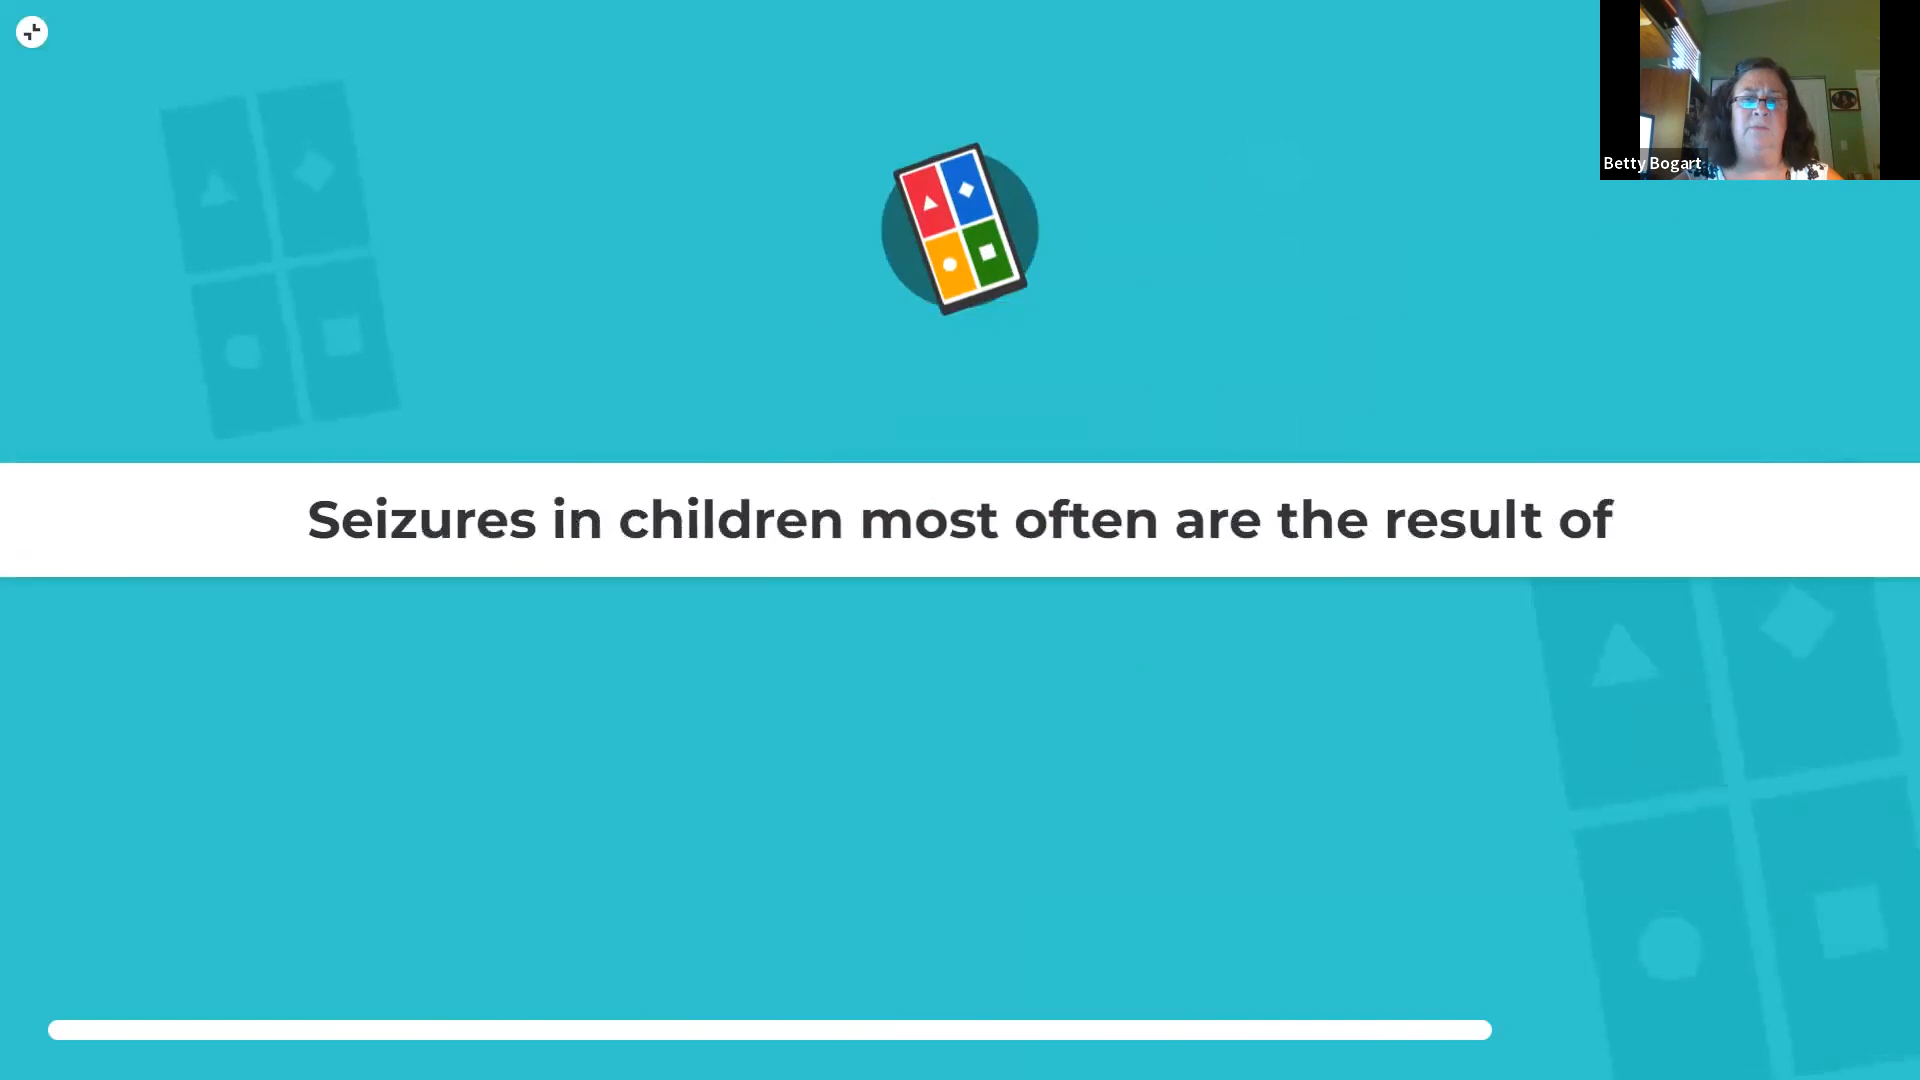 Betty Bogart
Seizures in children most often are the result of